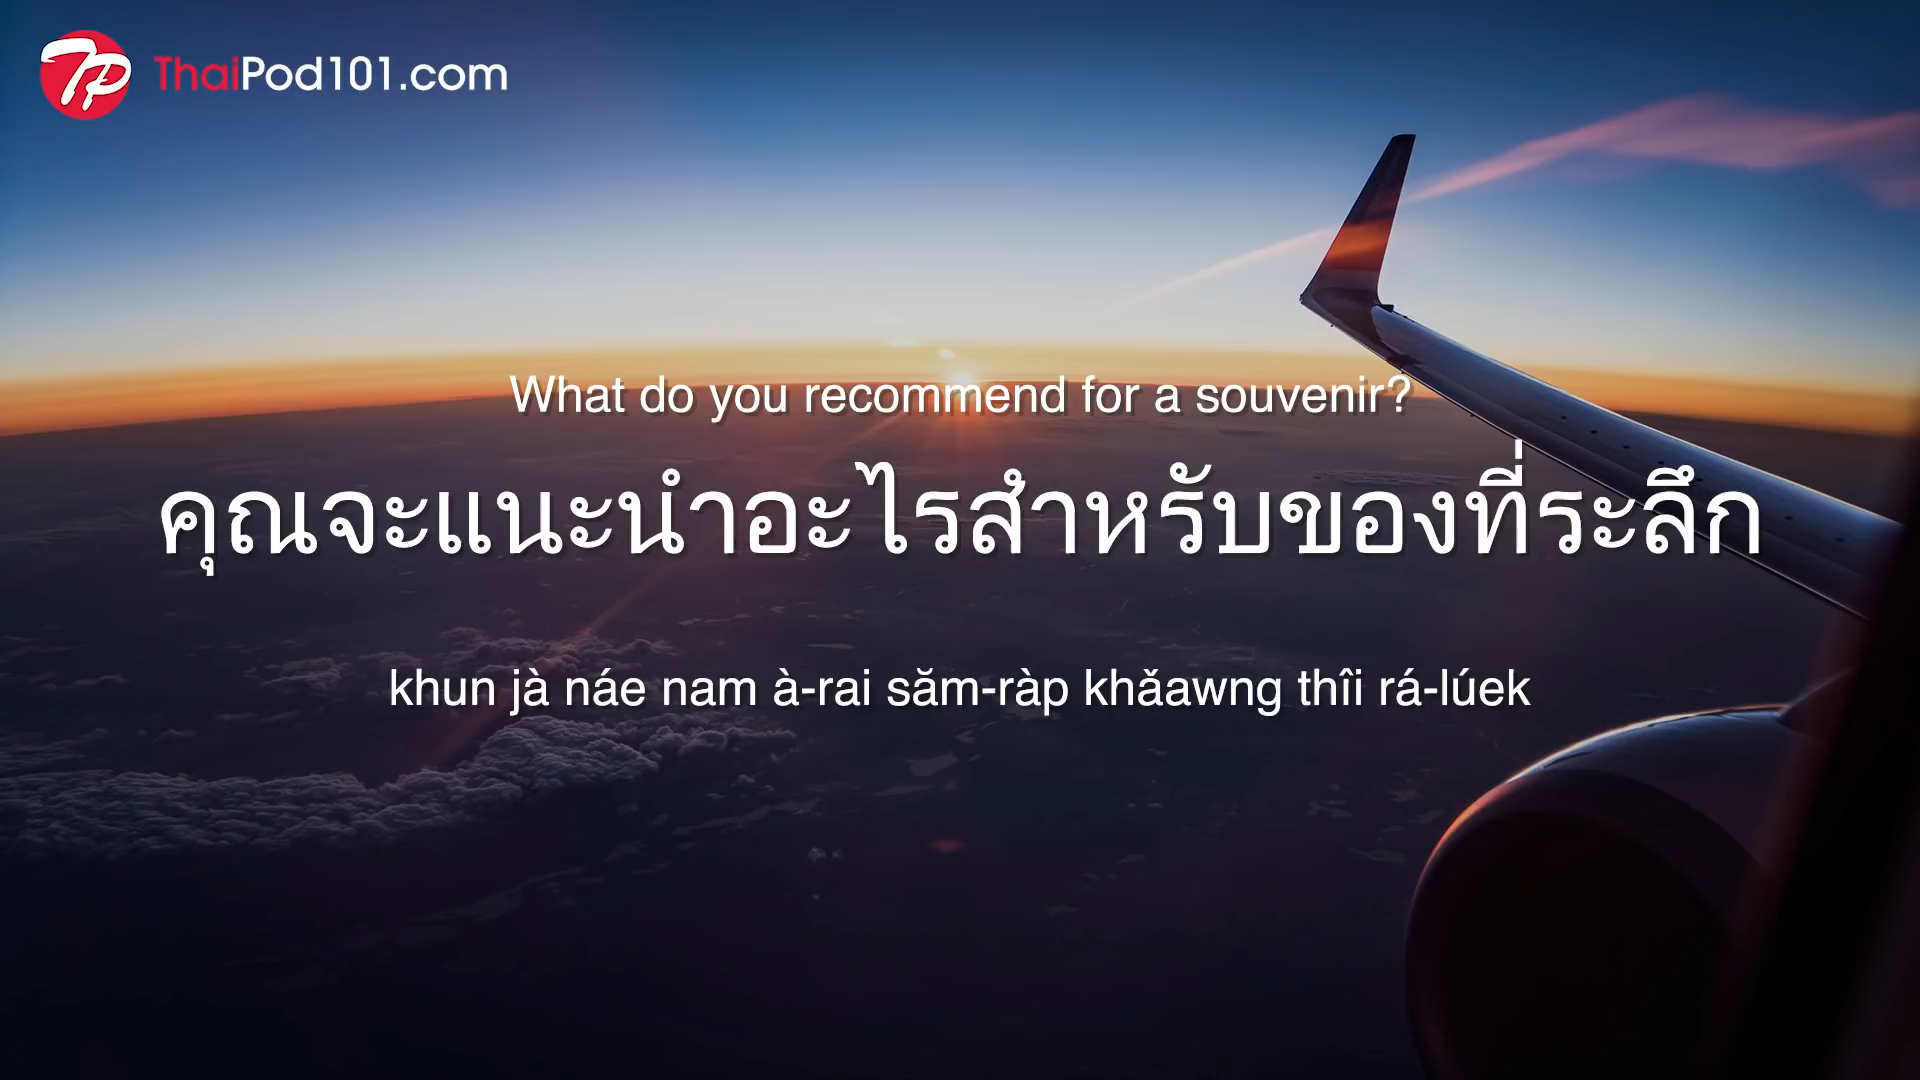 TP ThaiPod101.com
What do you recommend for a souvenir?
คุณจะแนะนำอะไรสำหรับของที่ระลึก
khun jà náe nam à-rai săm-ràp khǎawng thîi rá-lúek